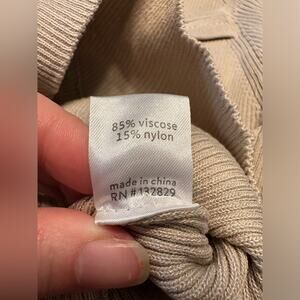 85% viscose
15% nylon
made in china
RN #132829